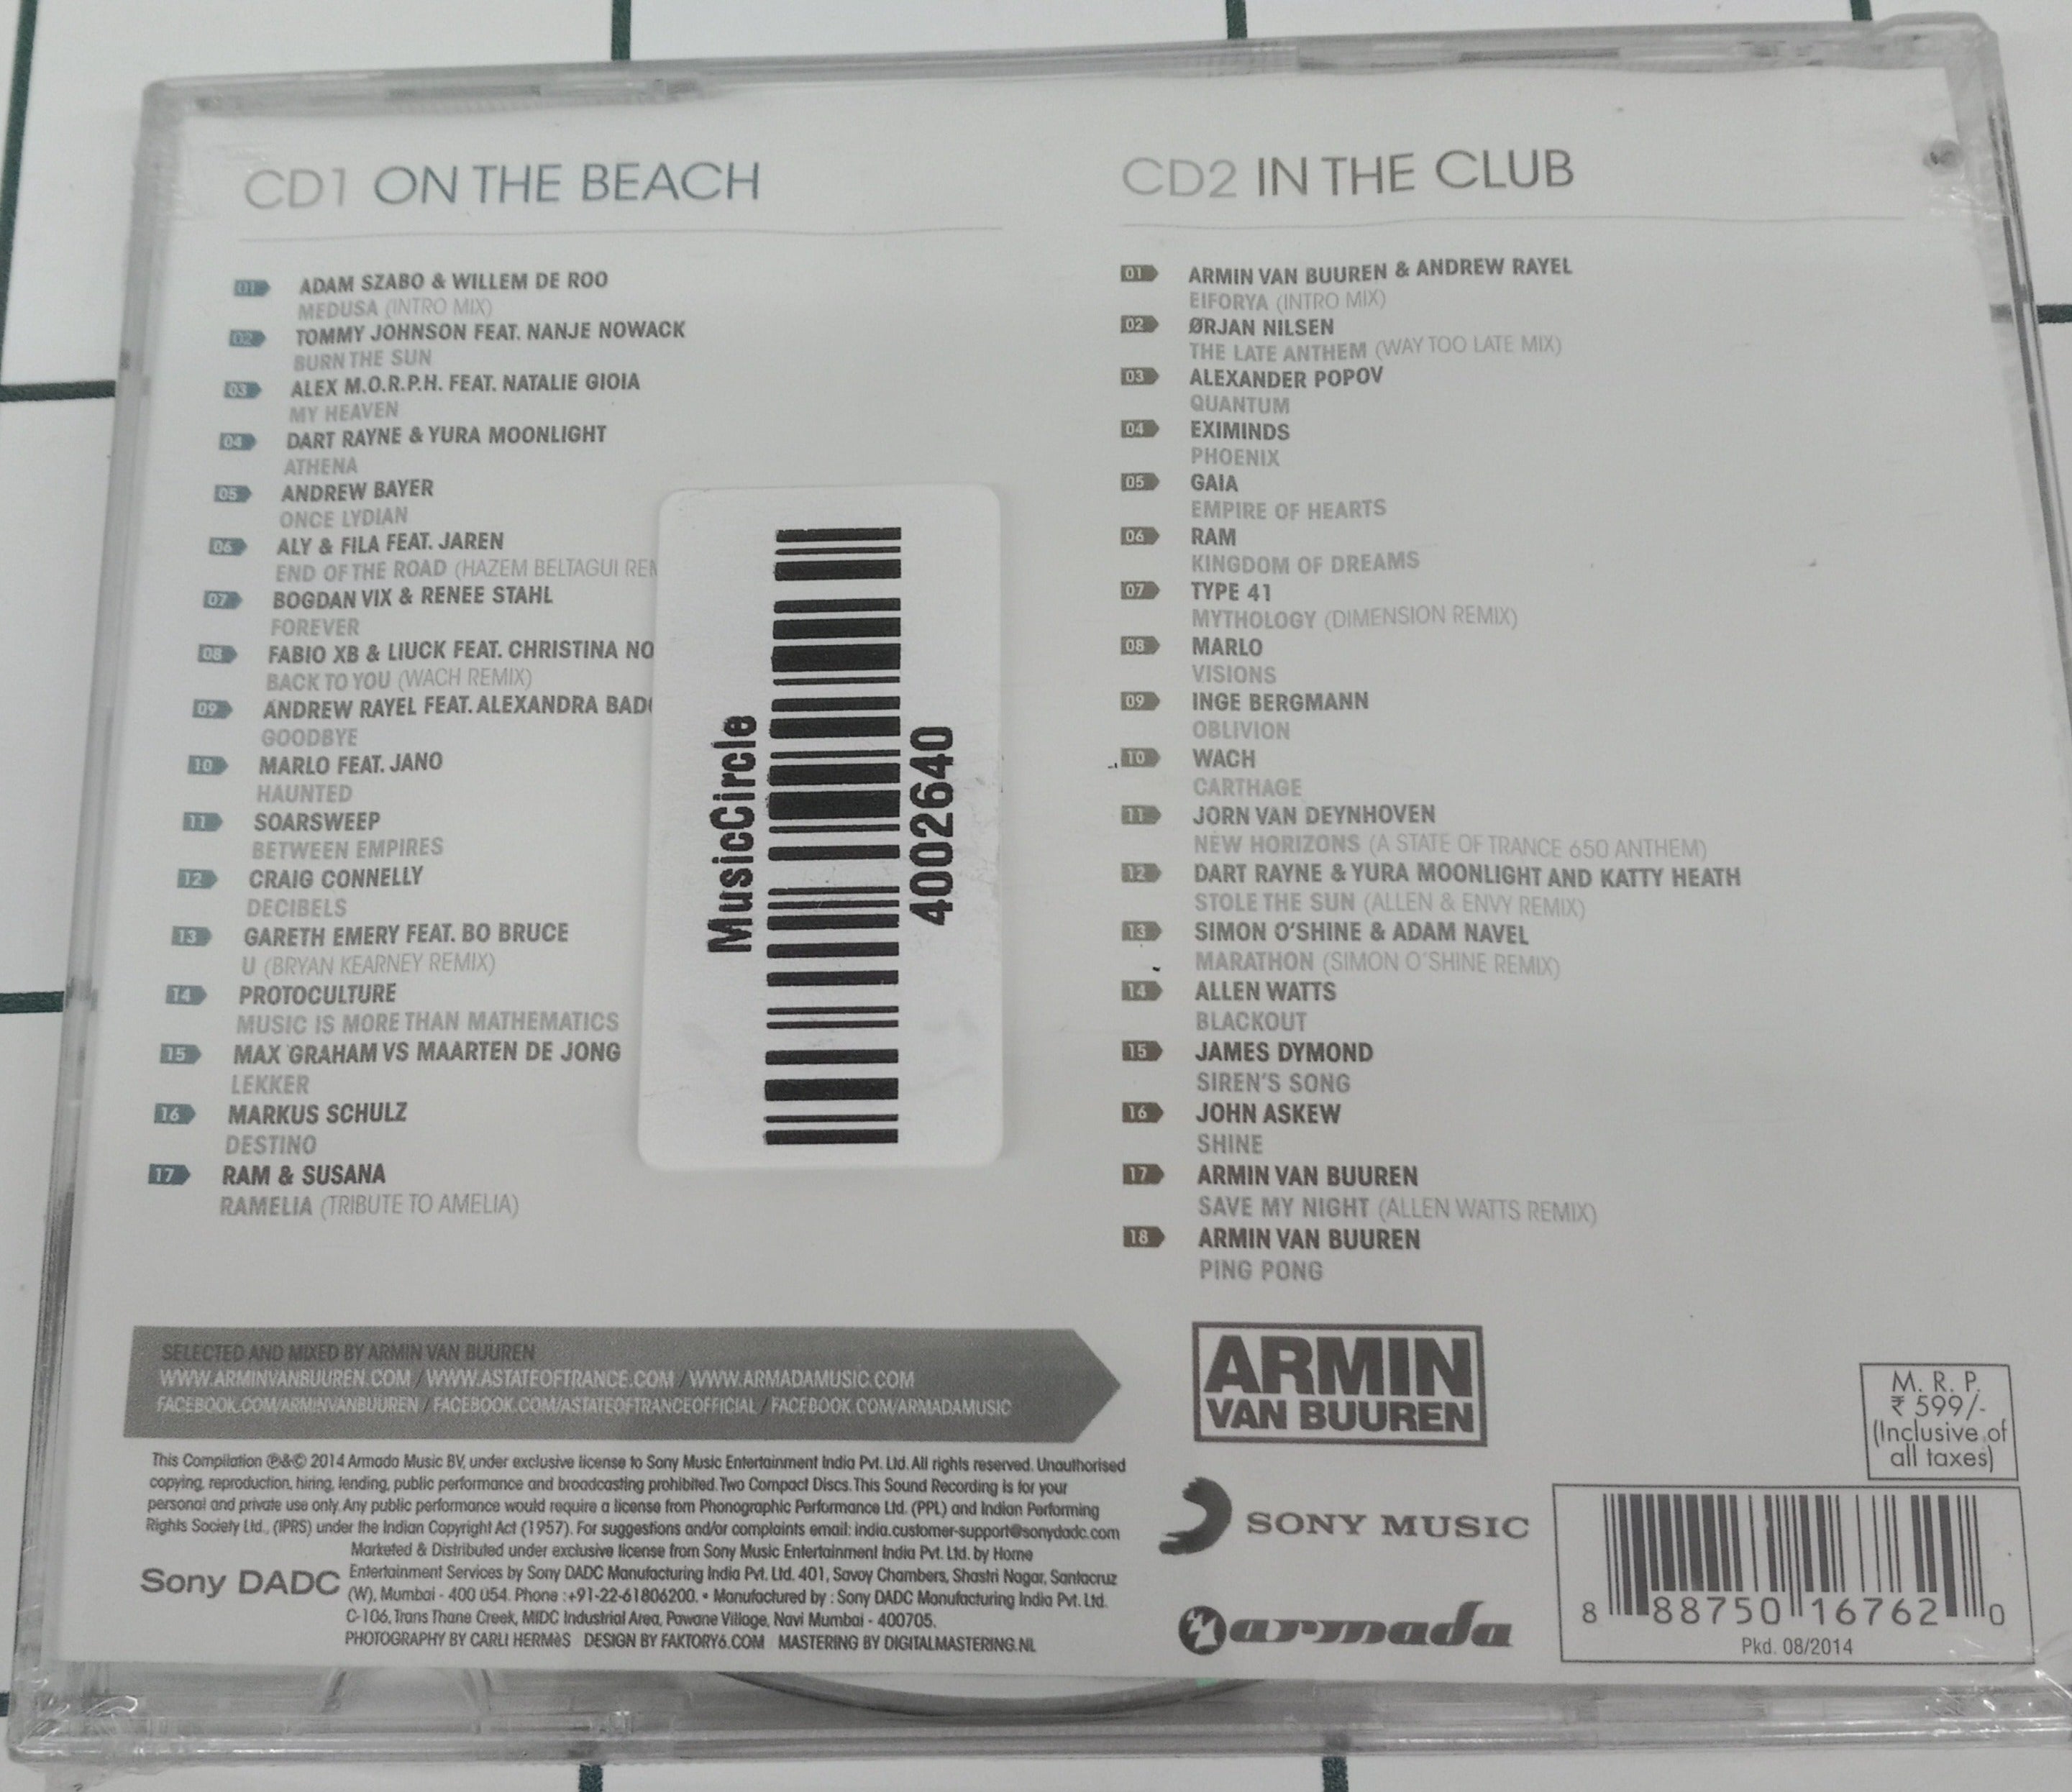 CD1 ON THE BEACH
01 ADAM SZABO & WILLEM DE ROO
MEDUSA (INTRO MIX)
02 TOMMY JOHNSON FEAT. NANJE NOWACK
BURN THE SUN
03 ALEX M.O.R.P.H. FEAT. NATALIE GIOIA
MY HEAVEN
04 DART RAYNE & YURA MOONLIGHT
ATHENA
05 ANDREW BAYER
ONCE LYDIAN
06 ALY & FILA FEAT. JAREN
END OF THE ROAD (HAZEM BELTAGUI
07 BOGDAN VIX & RENEE STAHL
FOREVER
08 FABIO XB & LIUCK FEAT. CHRISTINA
BACK TO YOU (WACH REMIX)
09 ANDREW RAYEL FEAT. ALEXANDRA
GOODBYE
10 MARLO FEAT. JANO
HAUNTED
11 SOARSWEEP
BETWEEN EMPIRES
12 CRAIG CONNELLY
DECIBELS
13 GARETH EMERY FEAT. BO BRUCE
U (BRYAN KEARNEY REMIX)
14 PROTOCULTURE
MUSIC IS MORE THAN MATHEMATICS
15 MAX GRAHAM VS MAARTEN DE JONG
LEKKER
16 MARKUS SCHULZ
DESTINO
17 RAM & SUSANA
RAMELIA (TRIBUTE TO AMELIA)
MusicCircle
4002640
CD2 IN THE CLUB
01 ARMIN VAN BUUREN & ANDREW RAYEL
EIFORYA (INTRO MIX)
02 ØRJAN NILSEN
THE LATE ANTHEM (WAY TOO LATE MIX)
03 ALEXANDER POPOV
QUANTUM
04 EXIMINDS
PHOENIX
05 GAIA
EMPIRE OF HEARTS
06 RAM
KINGDOM OF DREAMS
07 TYPE 41
MYTHOLOGY (DIMENSION REMIX)
08 MARLO
VISIONS
09 INGE BERGMANN
OBLIVION
10 WACH
CARTHAGE
11 JORN VAN DEYNHOVEN
NEW HORIZONS (A STATE OF TRANCE 650 ANTHEM)
12 DART RAYNE & YURA MOONLIGHT AND KATTY HEATH
STOLE THE SUN (ALLEN & ENVY REMIX)
13 SIMON O'SHINE & ADAM NAVEL
MARATHON (SIMON O'SHINE REMIX)
14 ALLEN WATTS
BLACKOUT
15 JAMES DYMOND
SIREN'S SONG
16 JOHN ASKEW
SHINE
17 ARMIN VAN BUUREN
SAVE MY NIGHT (ALLEN WATTS REMIX)
18 ARMIN VAN BUUREN
PING PONG
SELECTED AND MIXED BY ARMIN VAN BUUREN
WWW.ARMINVANBUUREN.COM / WWW.ASTATEOFTRANCE.COM / WWW.ARMADAMUSIC.COM
FACEBOOK.COM/ARMINVANBUUREN / FACEBOOK.COM/ASTATEOFTRANCEOFFICIAL / FACEBOOK.COM/ARMADAMUSIC
This Compilation ℗&© 2014 Armada Music BV, under exclusive license to Sony Music Entertainment India Pvt. Ltd. All rights reserved. Unauthorised
copying, reproduction, hiring, lending, public performance and broadcasting prohibited. Two Compact Discs. This Sound Recording is for your
personal and private use only. Any public performance would require a license from Phonographic Performance Ltd. (PPL) and Indian Performing
Rights Society Ltd., (IPRS) under the Indian Copyright Act (1957). For suggestions and/or complaints email: india.customer-support@sonydadc.com
Marketed & Distributed under exclusive license from Sony Music Entertainment India Pvt. Ltd. by Home
Sony DADC
Entertainment Services by Sony DADC Manufacturing India Pvt. Ltd. 401, Savoy Chambers, Shastri Nagar, Santacruz
(W), Mumbai - 400 054. Phone :+91-22-61806200. • Manufactured by : Sony DADC Manufacturing India Pvt. Ltd.
C-106, Trans Thane Creek, MIDC Industrial Area, Pawane Village, Navi Mumbai - 400705.
PHOTOGRAPHY BY CARLI HERMèS DESIGN BY FAKTORY6.COM MASTERING BY DIGITALMASTERING.NL
ARMIN
VAN BUUREN
SONY MUSIC
armada
M. R. P.
₹ 599/-
(Inclusive of
all taxes)
8 88750 16762 0
Pkd. 08/2014